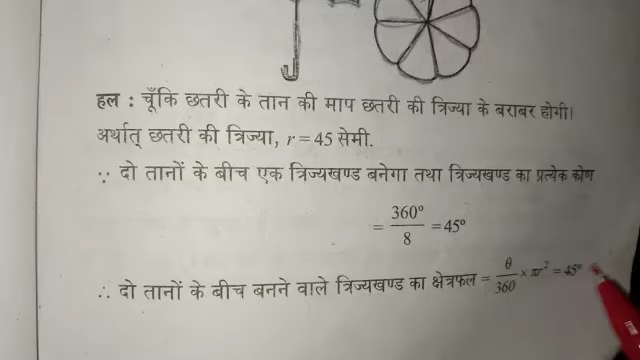 हल : चूँकि छतरी के तान की माप छतरी की त्रिज्या के बराबर होगी।
अर्थात् छतरी की त्रिज्या, r = 45 सेमी.
∵ दो तानों के बीच एक त्रिज्यखण्ड बनेगा तथा त्रिज्यखण्ड का प्रत्येक कोण
= 360°/8 = 45°
∴ दो तानों के बीच बनने वाले त्रिज्यखण्ड का क्षेत्रफल = θ/360 × πr² = 45°